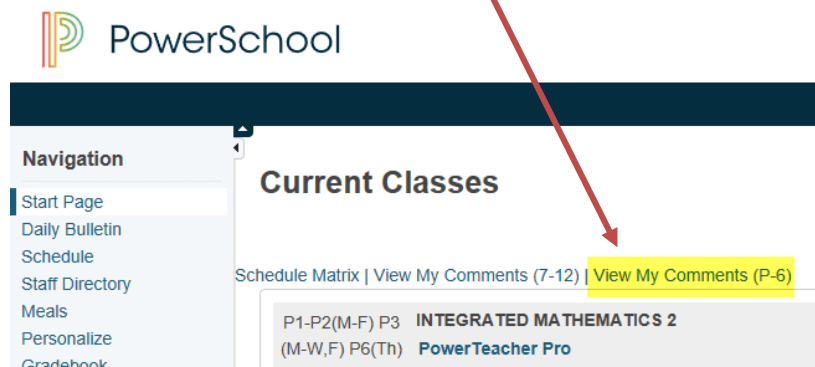 PowerSchool
Navigation
Start Page
Daily Bulletin
Schedule
Staff Directory
Meals
Personalize
Gradebook
Current Classes
Schedule Matrix | View My Comments (7-12) | View My Comments (P-6)
P1-P2(M-F) P3 INTEGRATED MATHEMATICS 2
(M-W,F) P6(Th) PowerTeacher Pro